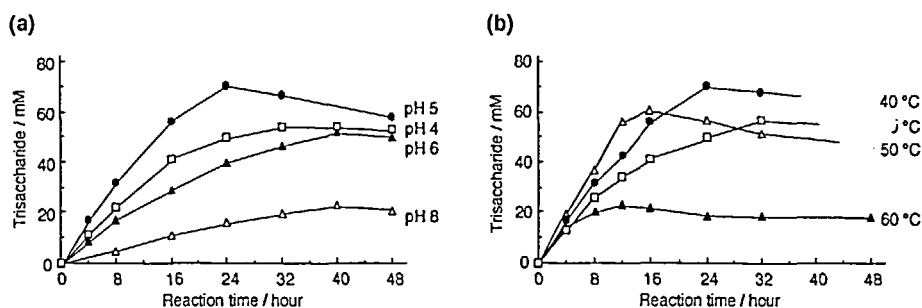 (a)
80
60
40
20
0
Trisaccharide / mM
pH 5
pH 4
pH 6
pH 8
0 8 16 24 32 40 48
Reaction time / hour
(b)
80
60
40
20
0
Trisaccharide / mM
40 °C
°C
50 °C
60 °C
0 8 16 24 32 40 48
Reaction time / hour